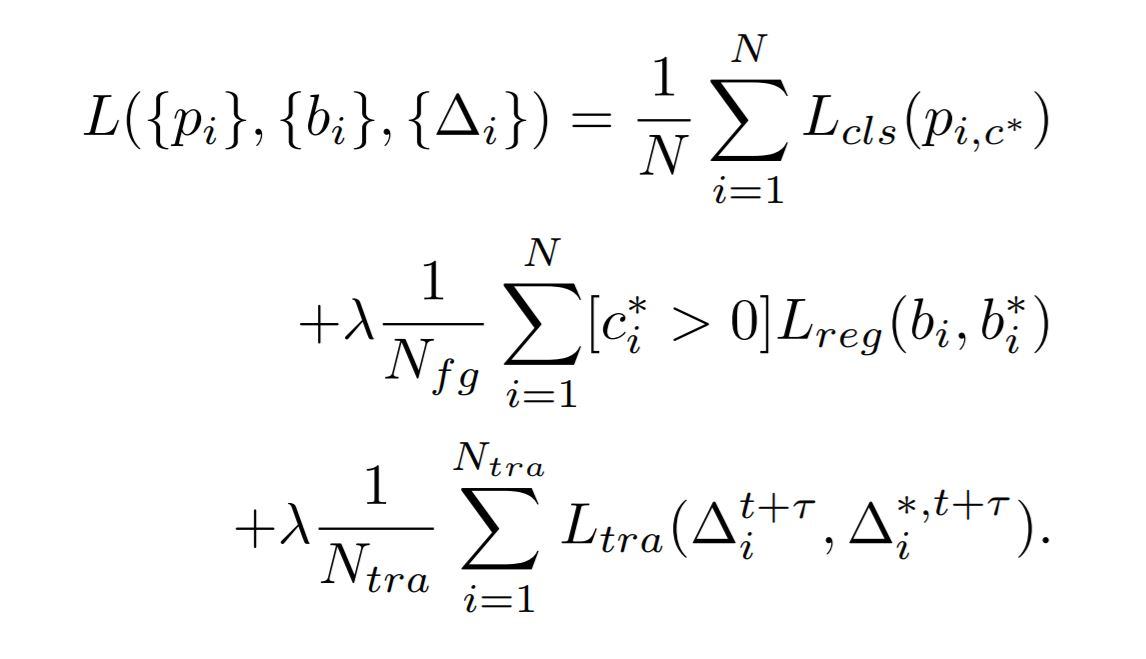 L(\{p_i\}, \{b_i\}, \{\Delta_i\}) = \frac{1}{N} \sum_{i=1}^{N} L_{cls}(p_{i,c^*})
+\lambda \frac{1}{N_{fg}} \sum_{i=1}^{N} [c_i^* > 0] L_{reg}(b_i, b_i^*)
+\lambda \frac{1}{N_{tra}} \sum_{i=1}^{N_{tra}} L_{tra}(\Delta_i^{t+\tau}, \Delta_i^{*,t+\tau}).